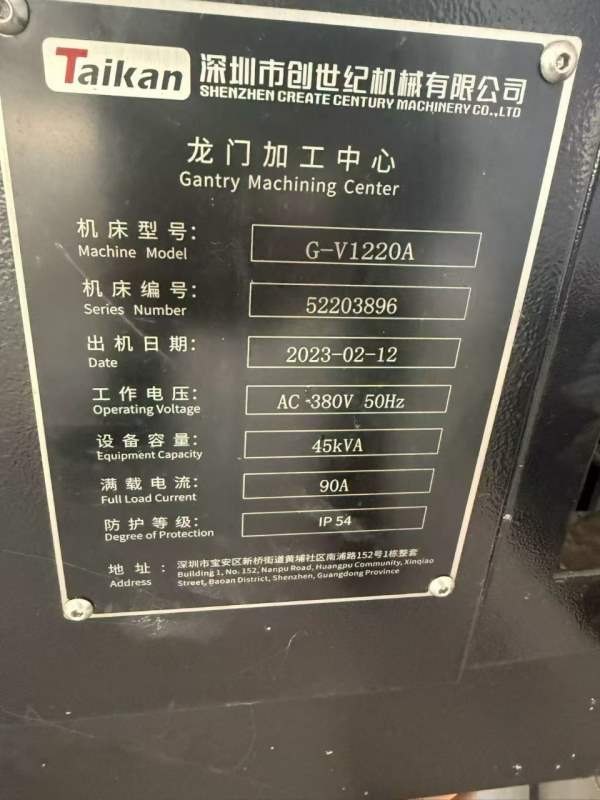 Taikan 深圳市创世纪机械有限公司
SHENZHEN CREATE CENTURY MACHINERY CO.,LTD
龙门加工中心
Gantry Machining Center
机床型号: G-V1220A
Machine Model
机床编号: 52203896
Series Number
出机日期: 2023-02-12
Date
工作电压: AC 380V 50Hz
Operating Voltage
设备容量: 45kVA
Equipment Capacity
满载电流: 90A
Full Load Current
防护等级: IP 54
Degree of Protection
地址: 深圳市宝安区新桥街道黄埔社区南浦路152号1栋整套
Address Building 1, No. 152, Nanpu Road, Huangpu Community, Xinqiao
Street, Baoan District, Shenzhen, Guangdong Province